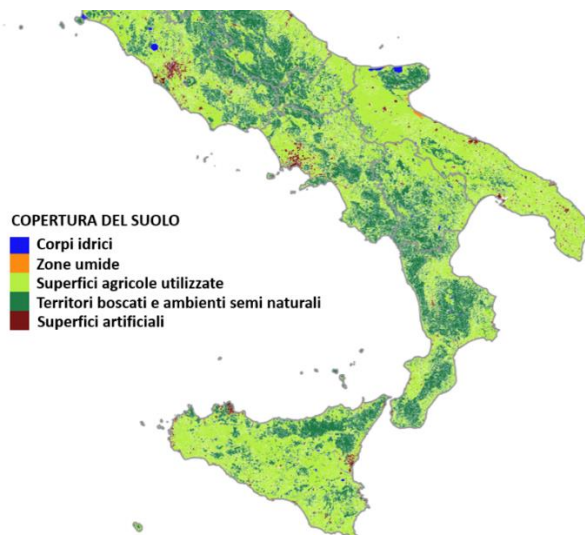 COPERTURA DEL SUOLO
Corpi idrici
Zone umide
Superfici agricole utilizzate
Territori boscati e ambienti semi naturali
Superfici artificiali